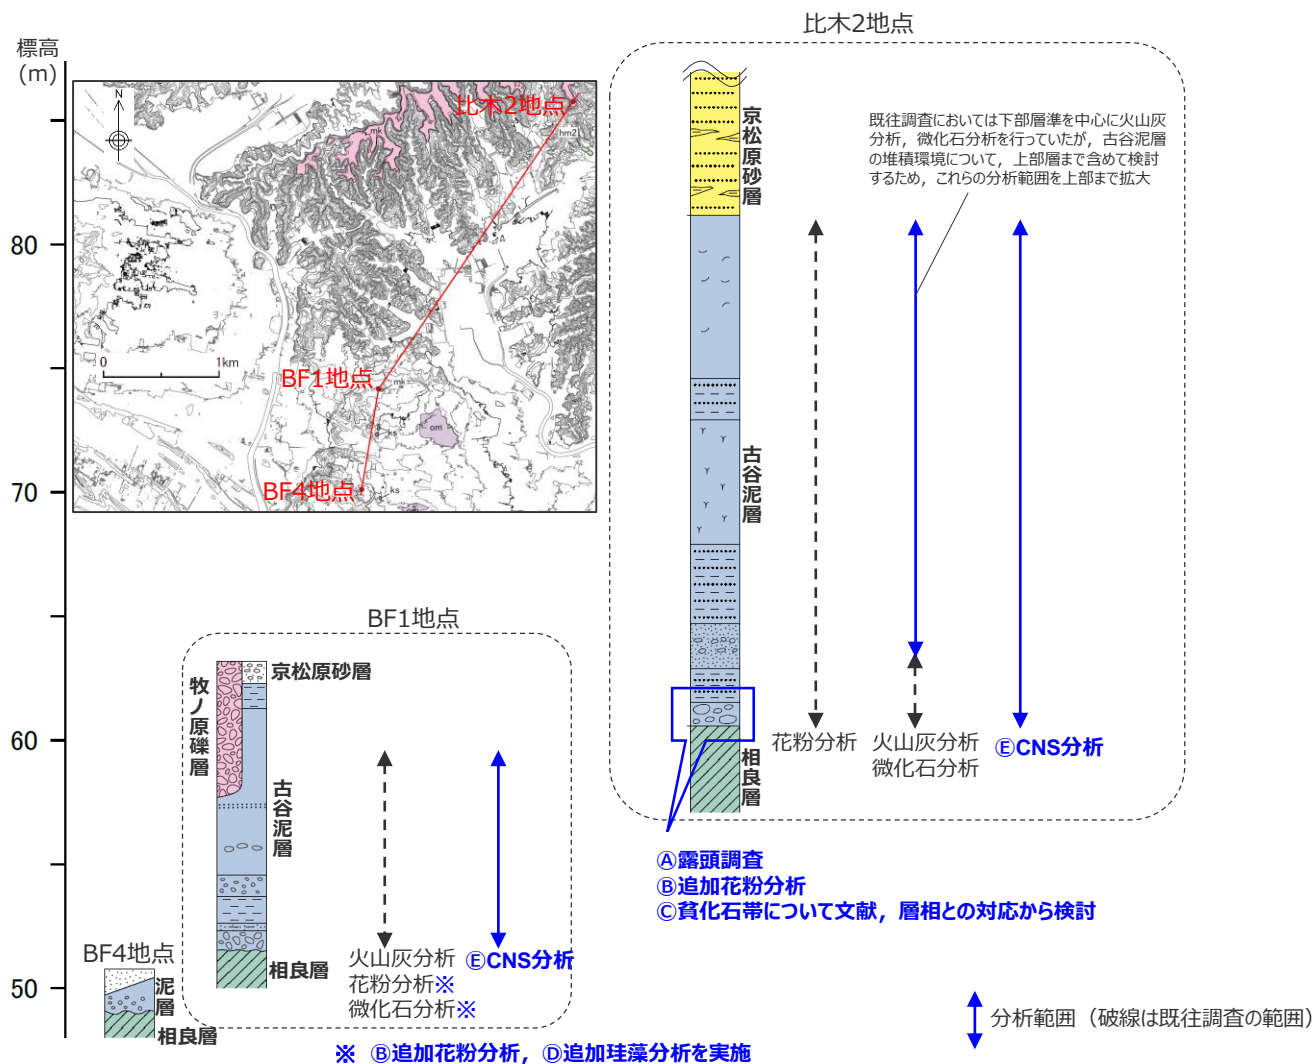 比木2地点
標高
（m）
N
比木2地点
mk
hm2
0
1km
BF1地点
mk
ks
om
BF4地点
ks
80
70
60
50
京松原砂層
古谷泥層
相良層
既往調査においては下部層準を中心に火山灰
分析，微化石分析を行っていたが，古谷泥層
の堆積環境について，上部層まで含めて検討
するため，これらの分析範囲を上部まで拡大
花粉分析
火山灰分析
微化石分析
ⒺCNS分析
Ⓐ露頭調査
Ⓑ追加花粉分析
Ⓒ貧化石帯について文献，層相との対応から検討
BF1地点
京松原砂層
牧ノ原礫層
古谷泥層
相良層
火山灰分析
花粉分析※
微化石分析※
ⒺCNS分析
BF4地点
泥層
相良層
※ Ⓑ追加花粉分析，Ⓓ追加珪藻分析を実施
分析範囲（破線は既往調査の範囲）